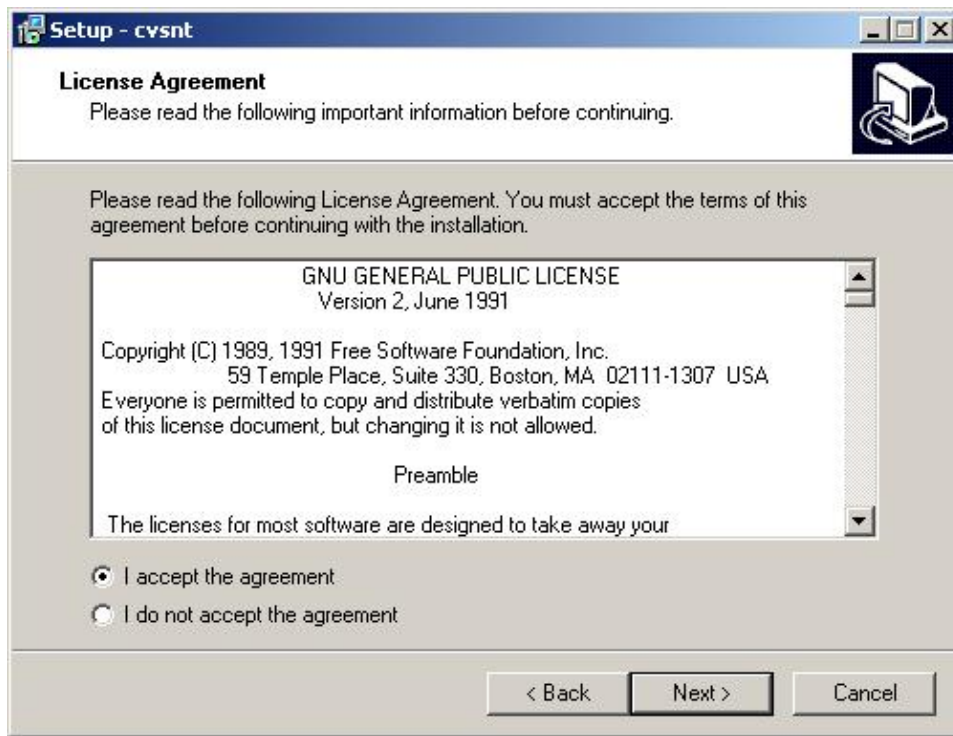 Setup - cvsnt
License Agreement
Please read the following important information before continuing.
Please read the following License Agreement. You must accept the terms of this
agreement before continuing with the installation.
GNU GENERAL PUBLIC LICENSE
Version 2, June 1991
Copyright (C) 1989, 1991 Free Software Foundation, Inc.
59 Temple Place, Suite 330, Boston, MA  02111-1307  USA
Everyone is permitted to copy and distribute verbatim copies
of this license document, but changing it is not allowed.
Preamble
The licenses for most software are designed to take away your
I accept the agreement
I do not accept the agreement
< Back Next > Cancel